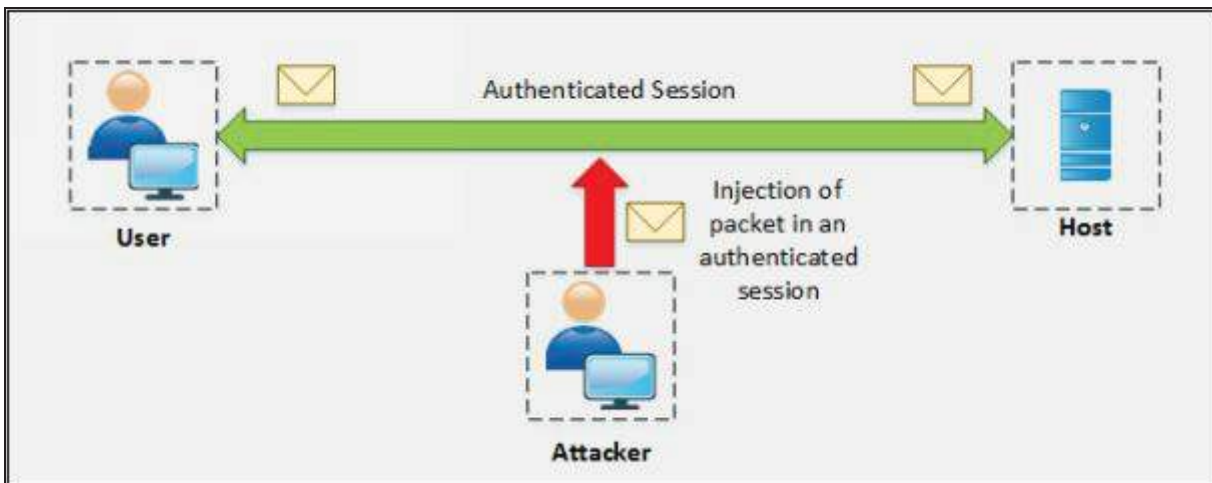 Authenticated Session
User
Injection of
packet in an
authenticated
session
Host
Attacker